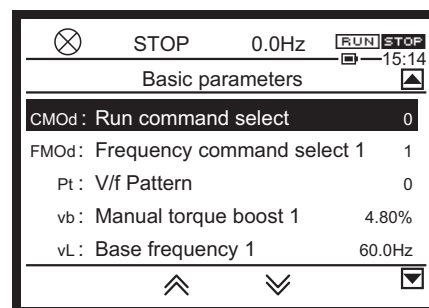 STOP 0.0Hz RUN STOP
15:14
Basic parameters
CMOd: Run command select 0
FMOd: Frequency command select 1 1
Pt: V/f Pattern 0
vb: Manual torque boost 1 4.80%
vL: Base frequency 1 60.0Hz